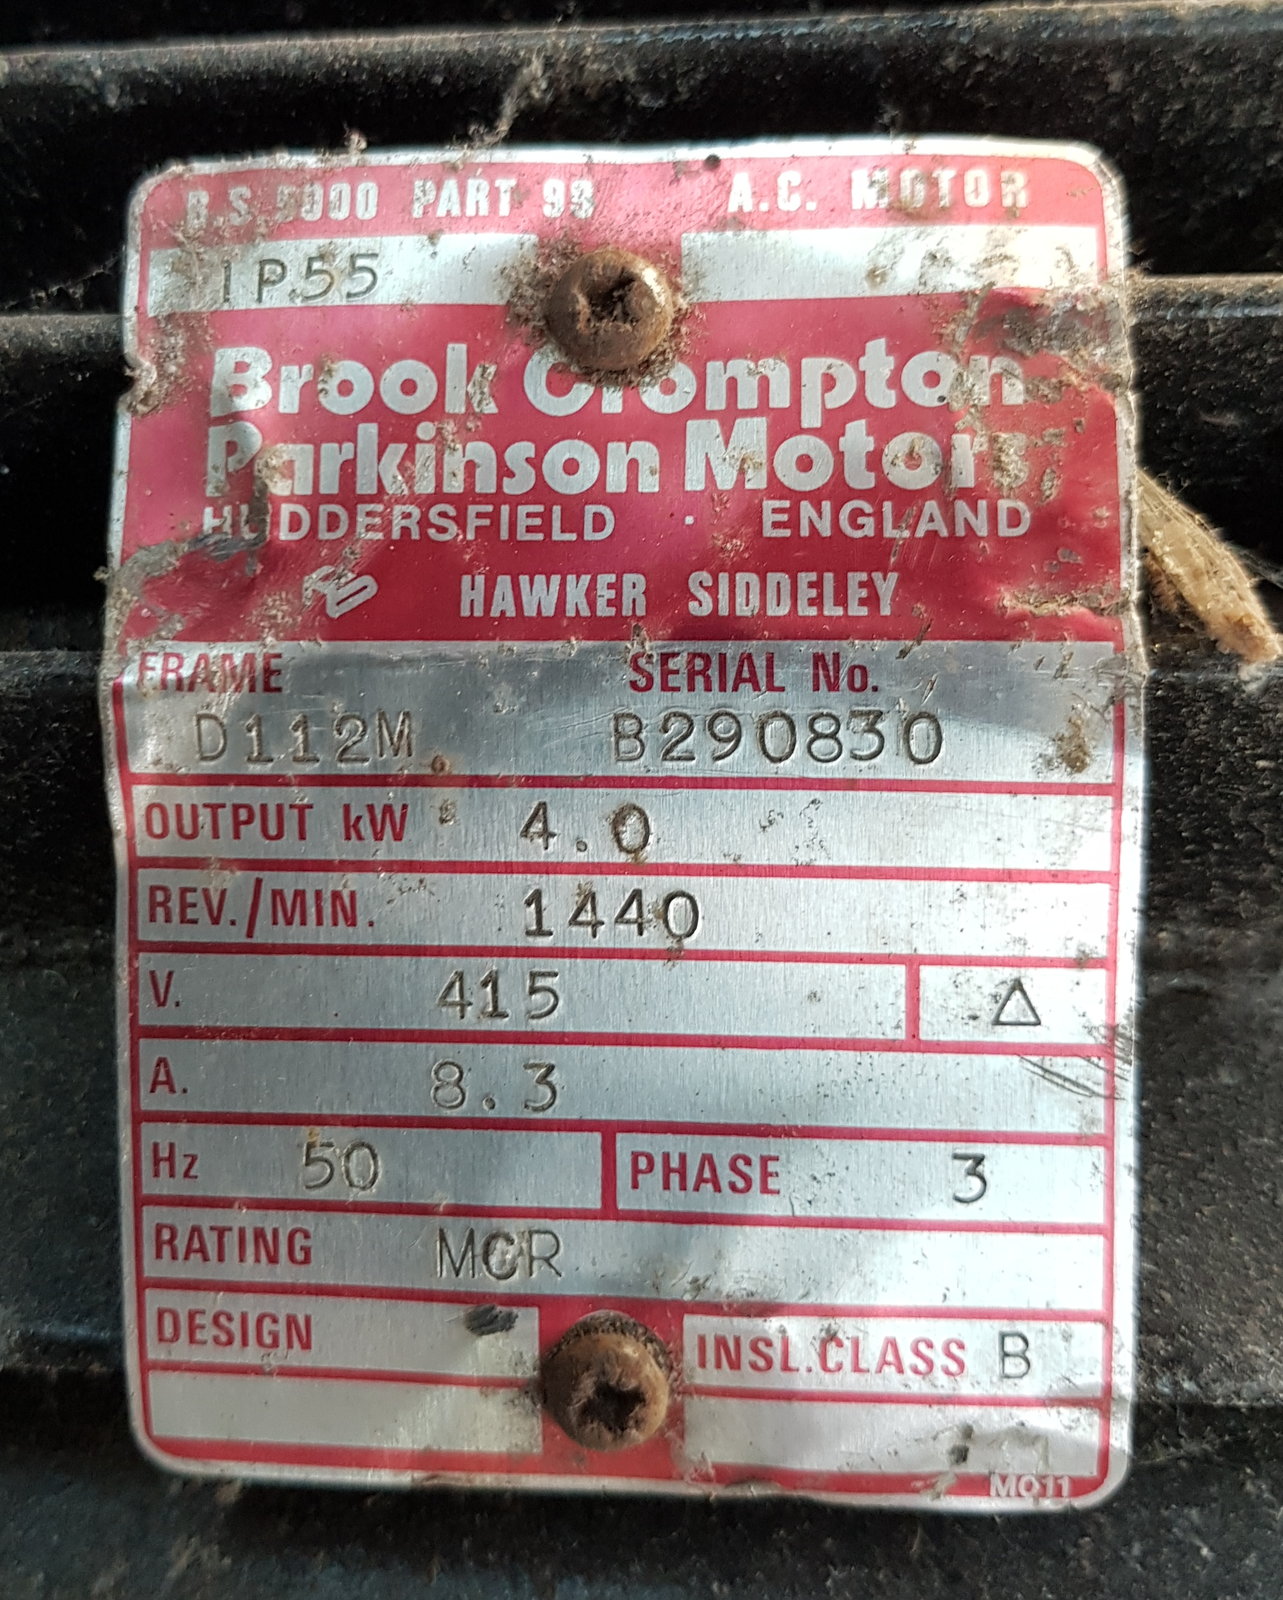 B.S. 5000 PART 99 A.C. MOTOR
IP55
Brook Crompton
Parkinson Motors
HUDDERSFIELD · ENGLAND
HAWKER SIDDELEY
FRAME SERIAL No.
D112M B290830
OUTPUT kW 4.0
REV./MIN. 1440
V. 415 Δ
A. 8.3
Hz 50 PHASE 3
RATING MCR
DESIGN INSL.CLASS B
MO11